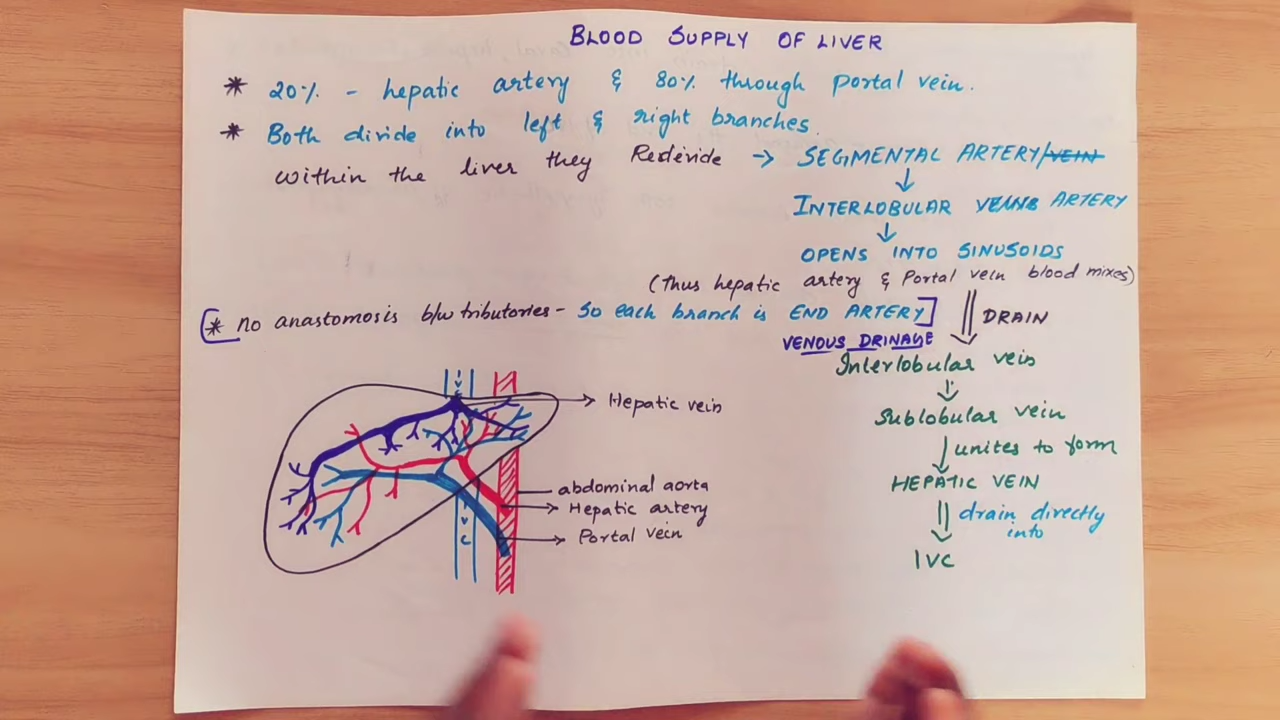 BLOOD SUPPLY OF LIVER
* 20% - hepatic artery & 80% through portal vein.
* Both divide into left & right branches.
within the liver they Redivide → SEGMENTAL ARTERY/VEIN
↓
INTERLOBULAR ARTERY
↓
OPENS INTO SINUSOIDS
(thus hepatic artery & Portal vein blood mixes)
[* no anastomosis b/w tributories - So each branch is END ARTERY]
DRAIN
VENOUS DRINAGE
Interlobular vein
↓
Sublobular vein
↓ unites to form
HEPATIC VEIN
drain directly
into
IVC
IVC
→ Hepatic vein
abdominal aorta
→ Hepatic artery
→ Portal vein
IVC